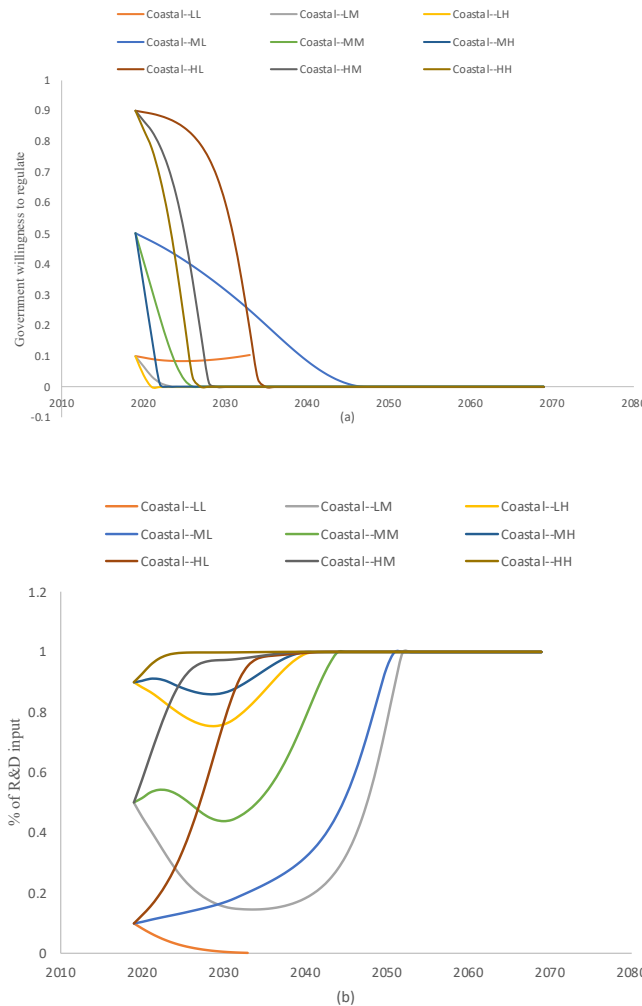 Coastal--LL Coastal--LM Coastal--LH
Coastal--ML Coastal--MM Coastal--MH
Coastal--HL Coastal--HM Coastal--HH
Government willingness to regulate
1
0.9
0.8
0.7
0.6
0.5
0.4
0.3
0.2
0.1
0
-0.1
2010 2020 2030 2040 2050 2060 2070 2080
(a)
Coastal--LL Coastal--LM Coastal--LH
Coastal--ML Coastal--MM Coastal--MH
Coastal--HL Coastal--HM Coastal--HH
% of R&D input
1.2
1
0.8
0.6
0.4
0.2
0
2010 2020 2030 2040 2050 2060 2070 2080
(b)